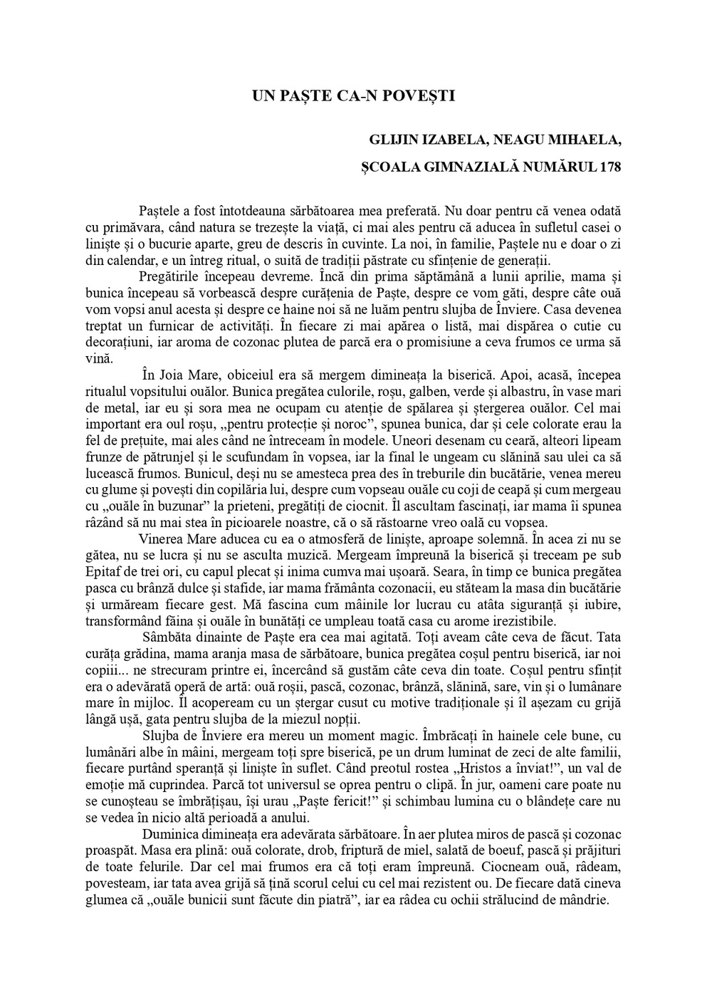 UN PAȘTE CA-N POVEȘTI
GLIJIN IZABELA, NEAGU MIHAELA,
ȘCOALA GIMNAZIALĂ NUMĂRUL 178
Paștele a fost întotdeauna sărbătoarea mea preferată. Nu doar pentru că venea odată
cu primăvara, când natura se trezește la viață, ci mai ales pentru că aducea în sufletul casei o
liniște și o bucurie aparte, greu de descris în cuvinte. La noi, în familie, Paștele nu e doar o zi
din calendar, e un întreg ritual, o suită de tradiții păstrate cu sfințenie de generații.
Pregătirile începeau devreme. Încă din prima săptămână a lunii aprilie, mama și
bunica începeau să vorbească despre curățenia de Paște, despre ce vom găti, despre câte ouă
vom vopsi anul acesta și despre ce haine noi să ne luăm pentru slujba de Înviere. Casa devenea
treptat un furnicar de activități. În fiecare zi mai apărea o listă, mai dispărea o cutie cu
decorațiuni, iar aroma de cozonac plutea de parcă era o promisiune a ceva frumos ce urma să
vină.
În Joia Mare, obiceiul era să mergem dimineața la biserică. Apoi, acasă, începea
ritualul vopsitului ouălor. Bunica pregătea culorile, roșu, galben, verde și albastru, în vase mari
de metal, iar eu și sora mea ne ocupam cu atenție de spălarea și ștergerea ouălor. Cel mai
important era oul roșu, „pentru protecție și noroc”, spunea bunica, dar și cele colorate erau la
fel de prețuite, mai ales când ne întreceam în modele. Uneori desenam cu ceară, alteori lipeam
frunze de pătrunjel și le scufundam în vopsea, iar la final le ungeam cu slănină sau ulei ca să
lucească frumos. Bunicul, deși nu se amesteca prea des în treburile din bucătărie, venea mereu
cu glume și povești din copilăria lui, despre cum vopseau ouăle cu coji de ceapă și cum mergeau
cu „ouăle în buzunar” la prieteni, pregătiți de ciocnit. Îl ascultam fascinați, iar mama îi spunea
râzând să nu mai stea în picioarele noastre, că o să răstoarne vreo oală cu vopsea.
Vinerea Mare aducea cu ea o atmosferă de liniște, aproape solemnă. În acea zi nu se
gătea, nu se lucra și nu se asculta muzică. Mergeam împreună la biserică și treceam pe sub
Epitaf de trei ori, cu capul plecat și inima cumva mai ușoară. Seara, în timp ce bunica pregătea
pasca cu brânză dulce și stafide, iar mama frământa cozonacii, eu stăteam la masa din bucătărie
și urmăream fiecare gest. Mă fascina cum mâinile lor lucrau cu atâta siguranță și iubire,
transformând făina și ouăle în bunătăți ce umpleau toată casa cu arome irezistibile.
Sâmbăta dinainte de Paște era cea mai agitată. Toți aveam câte ceva de făcut. Tata
curăța grădina, mama aranja masa de sărbătoare, bunica pregătea coșul pentru biserică, iar noi
copiii... ne strecuram printre ei, încercând să gustăm câte ceva din toate. Coșul pentru sfințit
era o adevărată operă de artă: ouă roșii, pască, cozonac, brânză, slănină, sare, vin și o lumânare
mare în mijloc. Îl acopeream cu un ștergar cusut cu motive tradiționale și îl așezam cu grijă
lângă ușă, gata pentru slujba de la miezul nopții.
Slujba de Înviere era mereu un moment magic. Îmbrăcați în hainele cele bune, cu
lumânări albe în mâini, mergeam toți spre biserică, pe un drum luminat de zeci de alte familii,
fiecare purtând speranță și liniște în suflet. Când preotul rostea „Hristos a înviat!”, un val de
emoție mă cuprindea. Parcă tot universul se oprea pentru o clipă. În jur, oameni care poate nu
se cunoșteau se îmbrățișau, își urau „Paște fericit!” și schimbau lumina cu o blândețe care nu
se vedea în nicio altă perioadă a anului.
Duminica dimineața era adevărata sărbătoare. În aer plutea miros de pască și cozonac
proaspăt. Masa era plină: ouă colorate, drob, friptură de miel, salată de boeuf, pască și prăjituri
de toate felurile. Dar cel mai frumos era că toți eram împreună. Ciocneam ouă, râdeam,
povesteam, iar tata avea grijă să țină scorul celui cu cel mai rezistent ou. De fiecare dată cineva
glumea că „ouăle bunicii sunt făcute din piatră”, iar ea râdea cu ochii strălucind de mândrie.